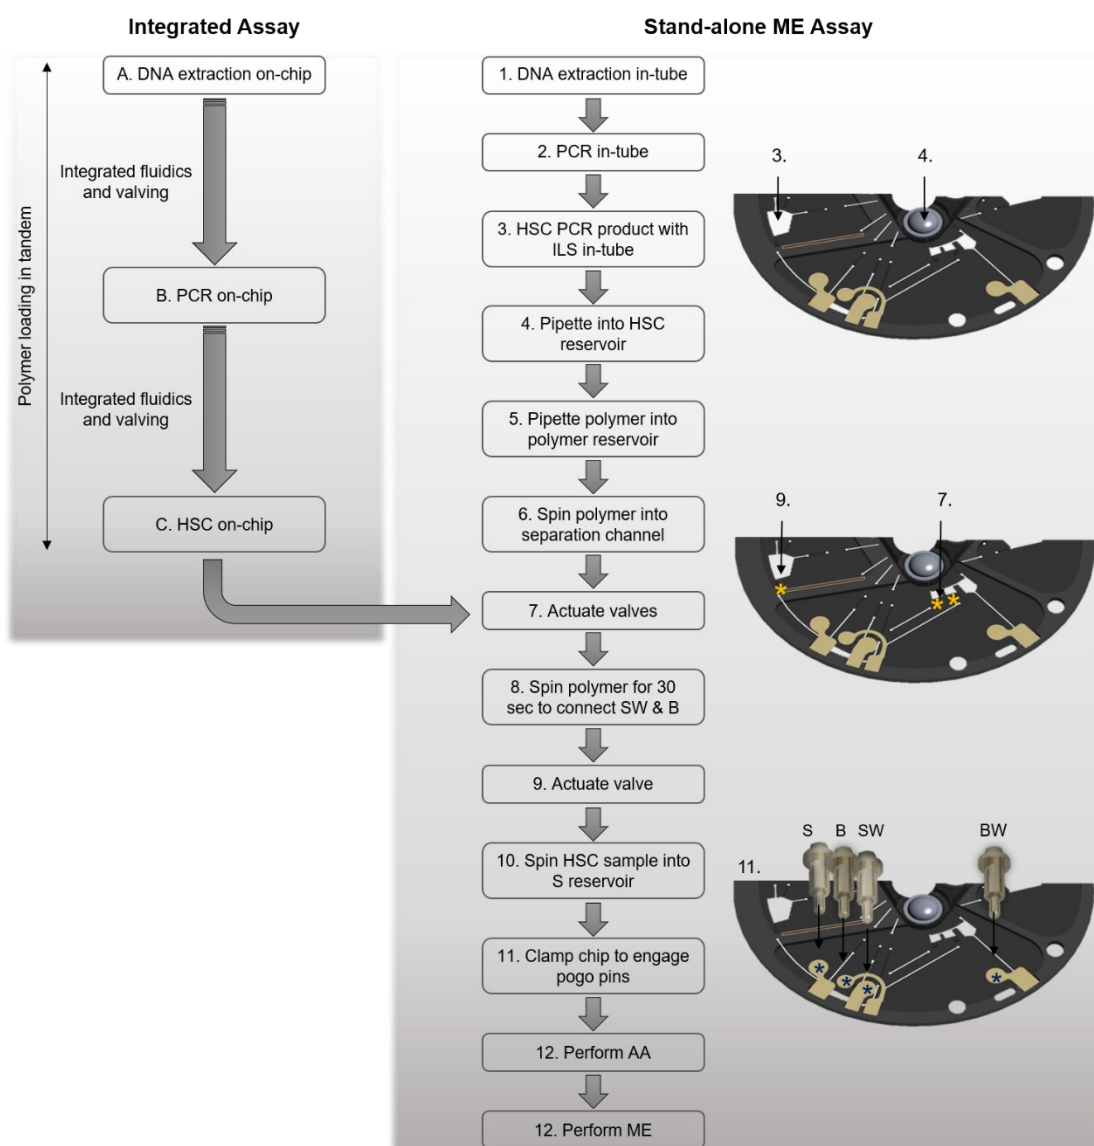 Integrated Assay
A. DNA extraction on-chip
Integrated fluidics
and valving
B. PCR on-chip
Integrated fluidics
and valving
C. HSC on-chip
Polymer loading in tandem
Stand-alone ME Assay
1. DNA extraction in-tube
2. PCR in-tube
3. HSC PCR product with
ILS in-tube
4. Pipette into HSC
reservoir
5. Pipette polymer into
polymer reservoir
6. Spin polymer into
separation channel
7. Actuate valves
8. Spin polymer for 30
sec to connect SW & B
9. Actuate valve
10. Spin HSC sample into
S reservoir
11. Clamp chip to engage
pogo pins
12. Perform AA
12. Perform ME
3.
4.
9.
7.
* * *
11.
S
B
SW
BW
* * * *